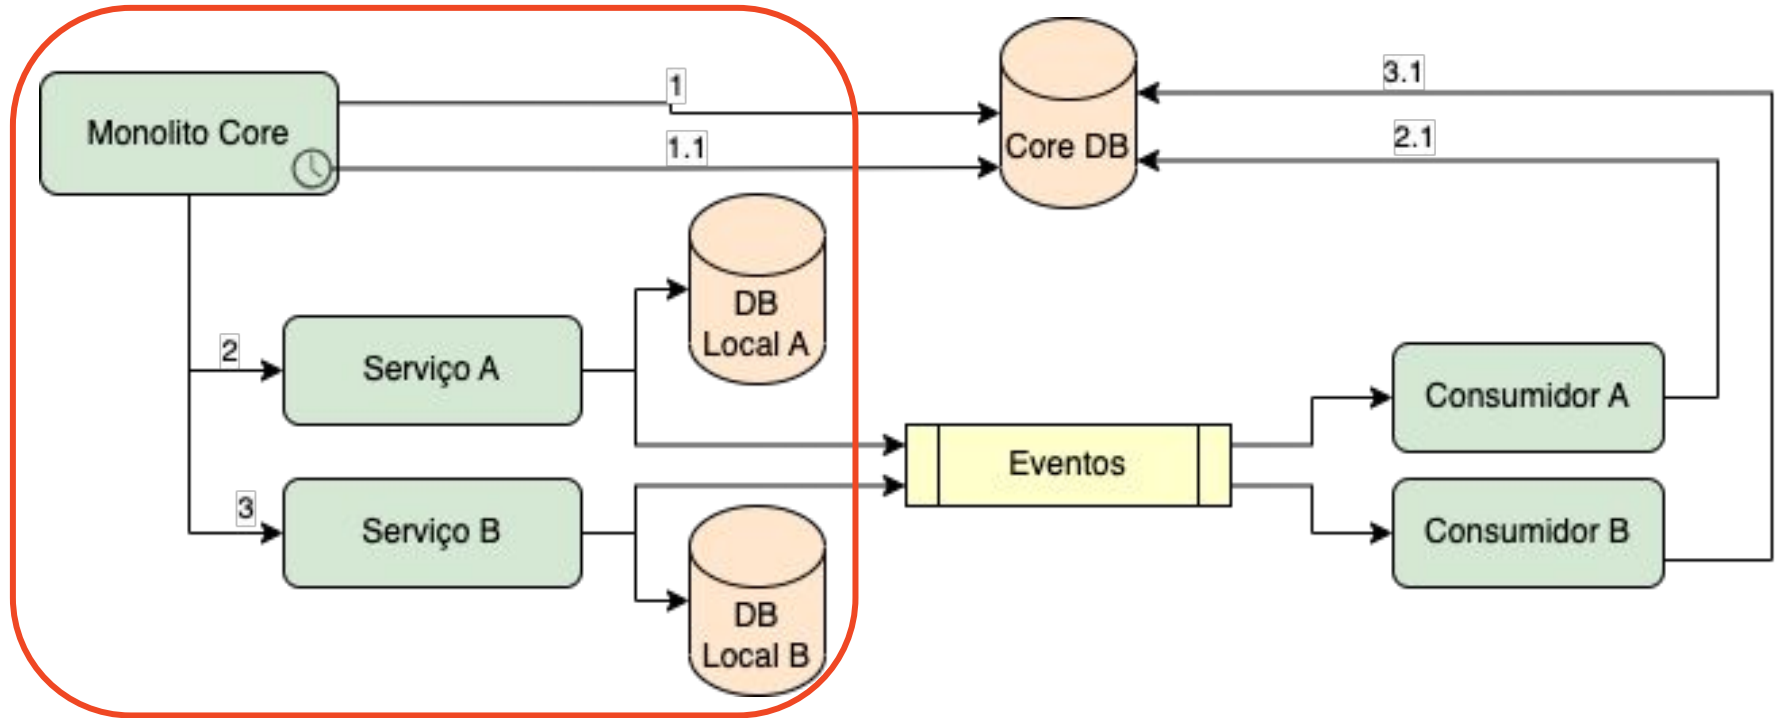 1
3.1
Monolito Core
1.1
Core DB
2.1
DB
Local A
2
Serviço A
Consumidor A
Eventos
3
Serviço B
Consumidor B
DB
Local B